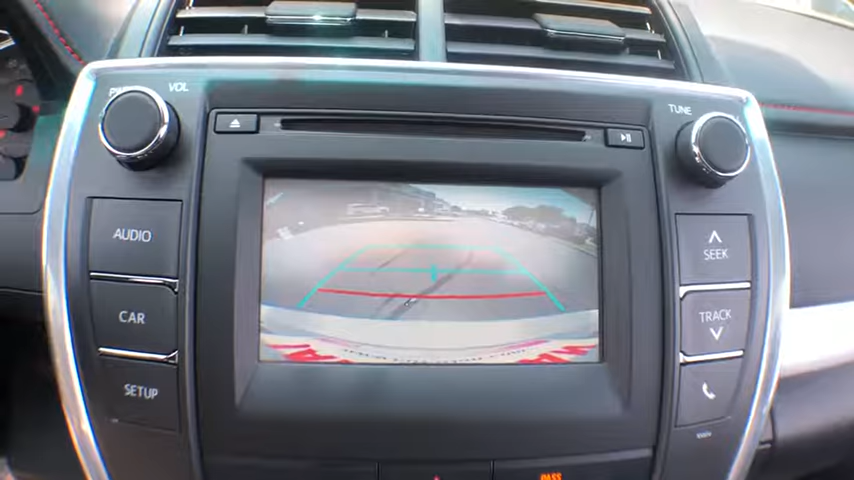 VOL
TUNE
AUDIO
CAR
SETUP
SEEK
TRACK
PASS